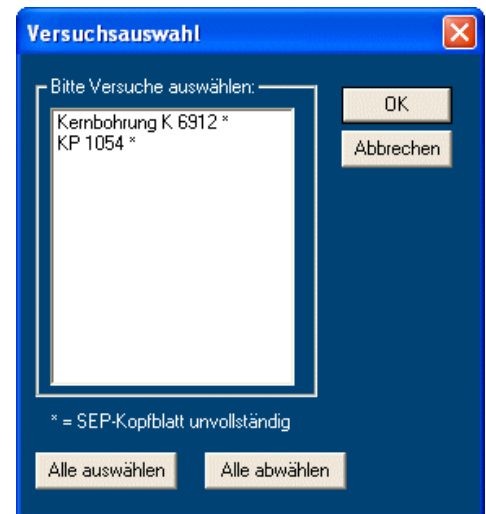 Versuchsauswahl
Bitte Versuche auswählen:
Kernbohrung K 6912 *
KP 1054 *
OK
Abbrechen
* = SEP-Kopfblatt unvollständig
Alle auswählen
Alle abwählen